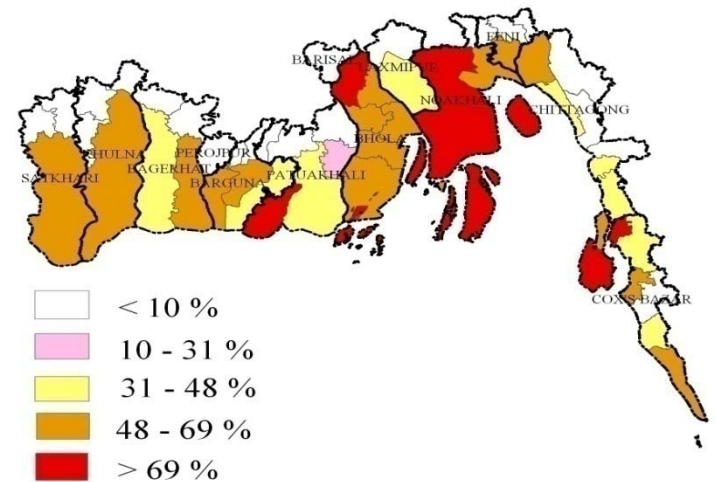 FENI
BARISAL
LAXMIPUR
NOAKHALI
CHITTAGONG
BHOLA
KHULNA
PEROJPUR
SATKHARI
BAGERHAT
BARGUNA
PATUAKHALI
COX'S BAZAR
< 10 %
10 - 31 %
31 - 48 %
48 - 69 %
> 69 %